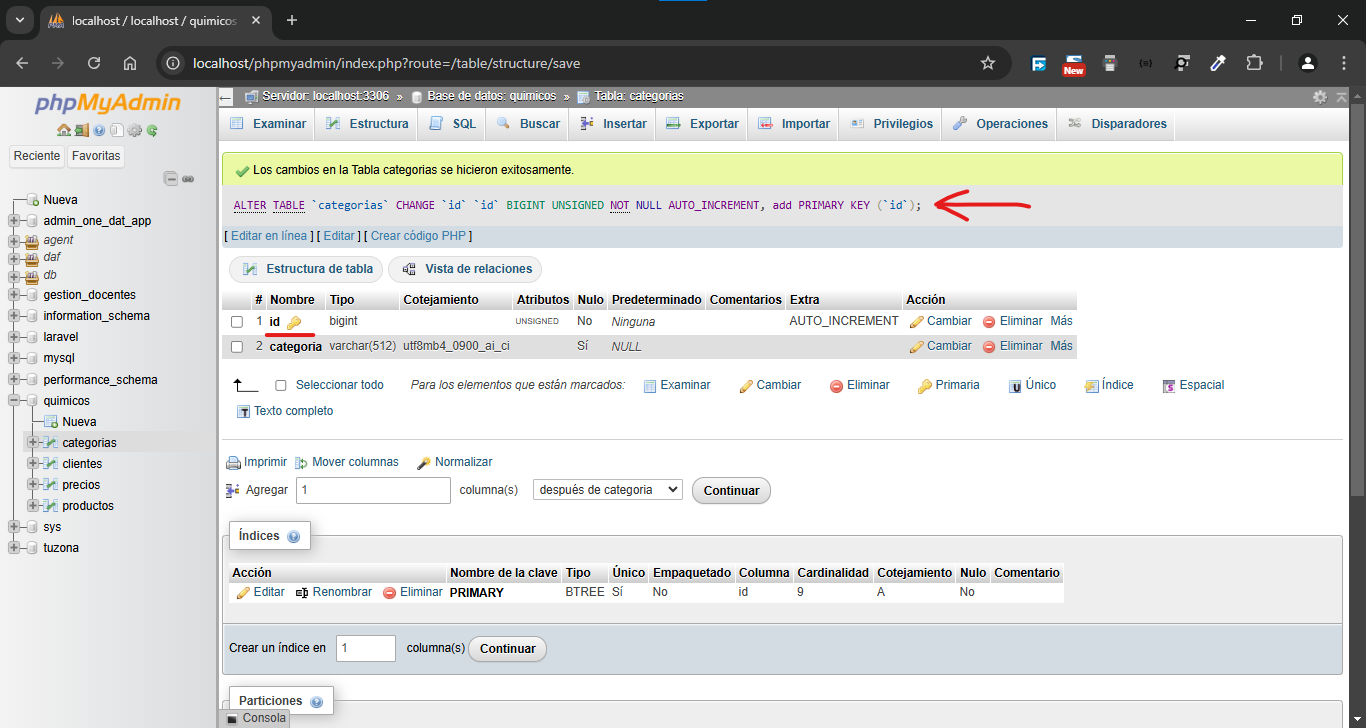 localhost / localhost / quimicos
localhost/phpmyadmin/index.php?route=/table/structure/save
New
phpMyAdmin
Reciente Favoritas
Nueva
admin_one_dat_app
agent
daf
db
gestion_docentes
information_schema
laravel
mysql
performance_schema
quimicos
Nueva
categorias
clientes
precios
productos
sys
tuzona
Servidor: localhost:3306 » Base de datos: quimicos » Tabla: categorias
Examinar Estructura SQL Buscar Insertar Exportar Importar Privilegios Operaciones Disparadores
Los cambios en la Tabla categorias se hicieron exitosamente.
ALTER TABLE `categorias` CHANGE `id` `id` BIGINT UNSIGNED NOT NULL AUTO_INCREMENT, add PRIMARY KEY (`id`);
[ Editar en línea ] [ Editar ] [ Crear código PHP ]
Estructura de tabla Vista de relaciones
# Nombre Tipo Cotejamiento Atributos Nulo Predeterminado Comentarios Extra Acción
1 id bigint UNSIGNED No Ninguna AUTO_INCREMENT Cambiar Eliminar Más
2 categoria varchar(512) utf8mb4_0900_ai_ci Sí NULL Cambiar Eliminar Más
Seleccionar todo Para los elementos que están marcados: Examinar Cambiar Eliminar Primaria Único Índice Espacial
Texto completo
Imprimir Mover columnas Normalizar
Agregar 1 columna(s) después de categoria Continuar
Índices
Acción Nombre de la clave Tipo Único Empaquetado Columna Cardinalidad Cotejamiento Nulo Comentario
Editar Renombrar Eliminar PRIMARY BTREE Sí No id 9 A No
Crear un índice en 1 columna(s) Continuar
Particiones
Consola